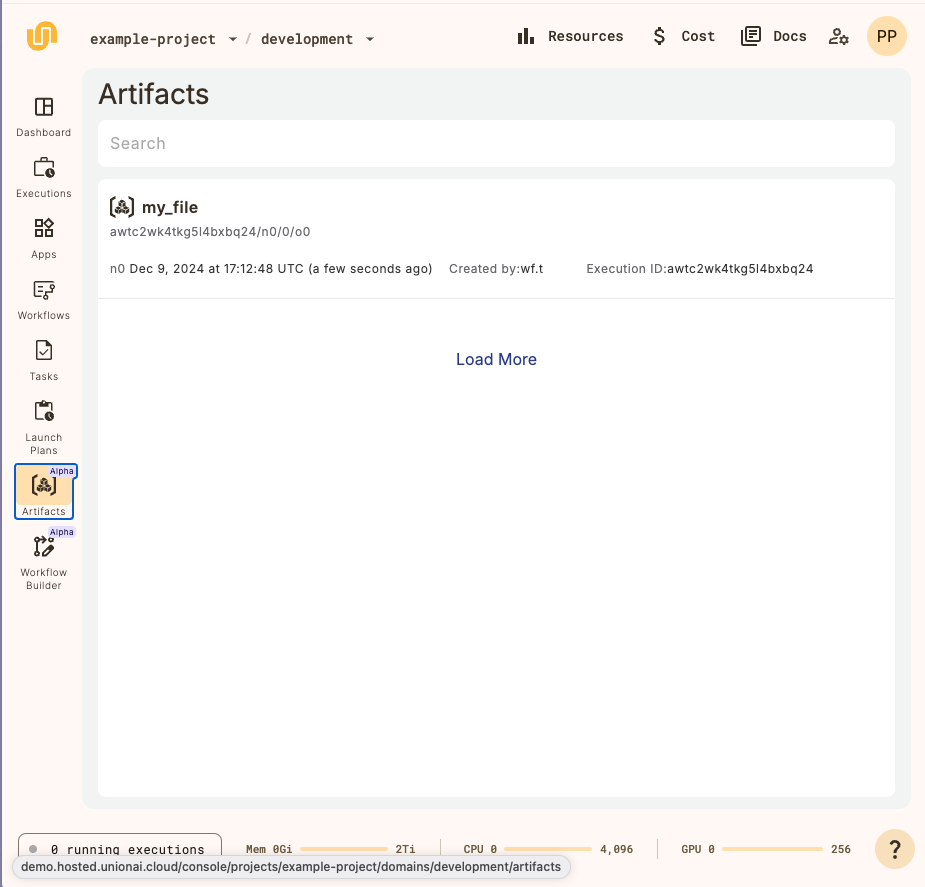 example-project / development
Resources
Cost
Docs
PP
Dashboard
Executions
Apps
Workflows
Tasks
Launch
Plans
Alpha
Artifacts
Alpha
Workflow
Builder
Artifacts
Search
my_file
awtc2wk4tkg5l4bxbq24/n0/0/o0
n0 Dec 9, 2024 at 17:12:48 UTC (a few seconds ago) Created by:wf.t Execution ID:awtc2wk4tkg5l4bxbq24
Load More
0 running executions
Mem 0Gi 2Ti
CPU 0 4,096
GPU 0 256
?
demo.hosted.unionai.cloud/console/projects/example-project/domains/development/artifacts